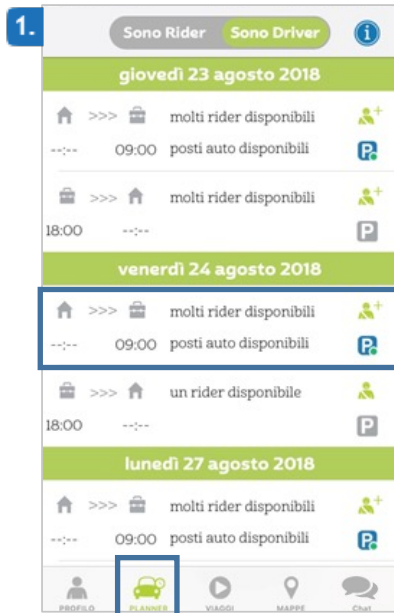 1.
Sono Rider Sono Driver i
giovedì 23 agosto 2018
>>> molti rider disponibili
--:-- 09:00 posti auto disponibili P
>>> molti rider disponibili
18:00 --:-- P
venerdì 24 agosto 2018
>>> molti rider disponibili
--:-- 09:00 posti auto disponibili P
>>> un rider disponibile
18:00 --:-- P
lunedì 27 agosto 2018
>>> molti rider disponibili
--:-- 09:00 posti auto disponibili P
PROFILO PLANNER VIAGGI MAPPE Chat